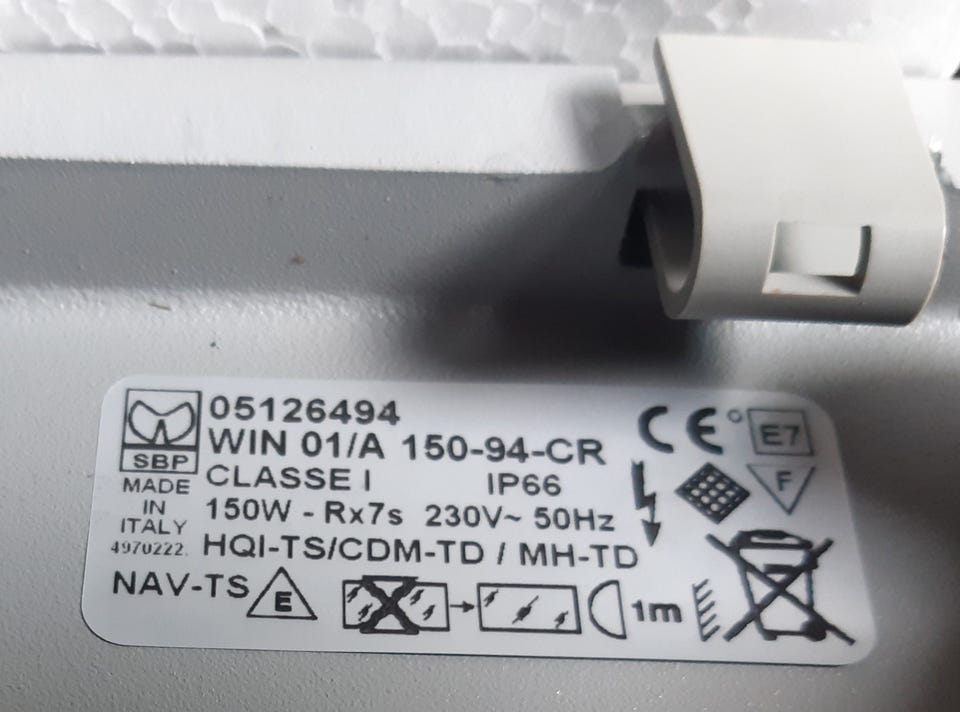 05126494
WIN 01/A 150-94-CR
SBP
CLASSE I IP66
MADE
IN
ITALY
150W - Rx7s 230V~ 50Hz
4970222. HQI-TS/CDM-TD / MH-TD
NAV-TS E
1m
CE E7
F